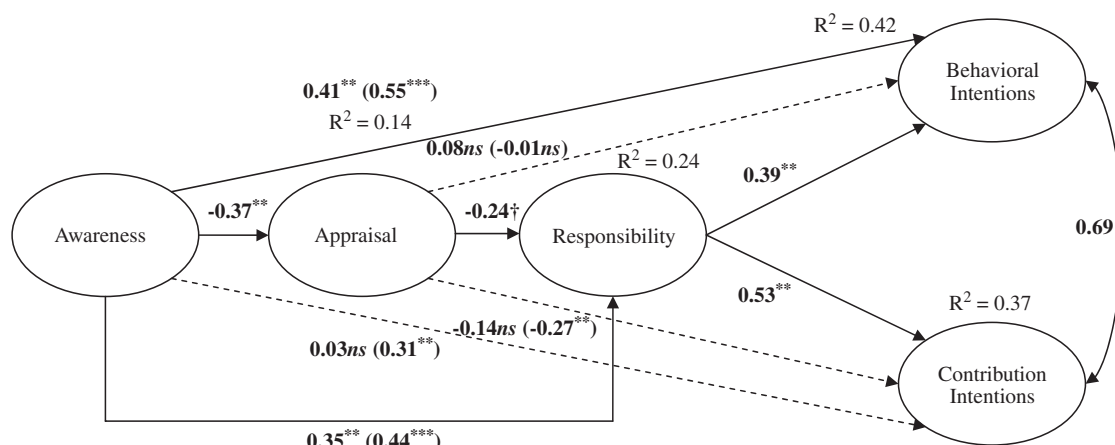 R² = 0.42
Behavioral
Intentions
0.41** (0.55***)
R² = 0.14
0.08ns (-0.01ns)
R² = 0.24
0.39**
-0.37**
-0.24†
Awareness
Appraisal
Responsibility
0.69
0.53**
R² = 0.37
-0.14ns (-0.27**)
0.03ns (0.31**)
Contribution
Intentions
0.35** (0.44***)